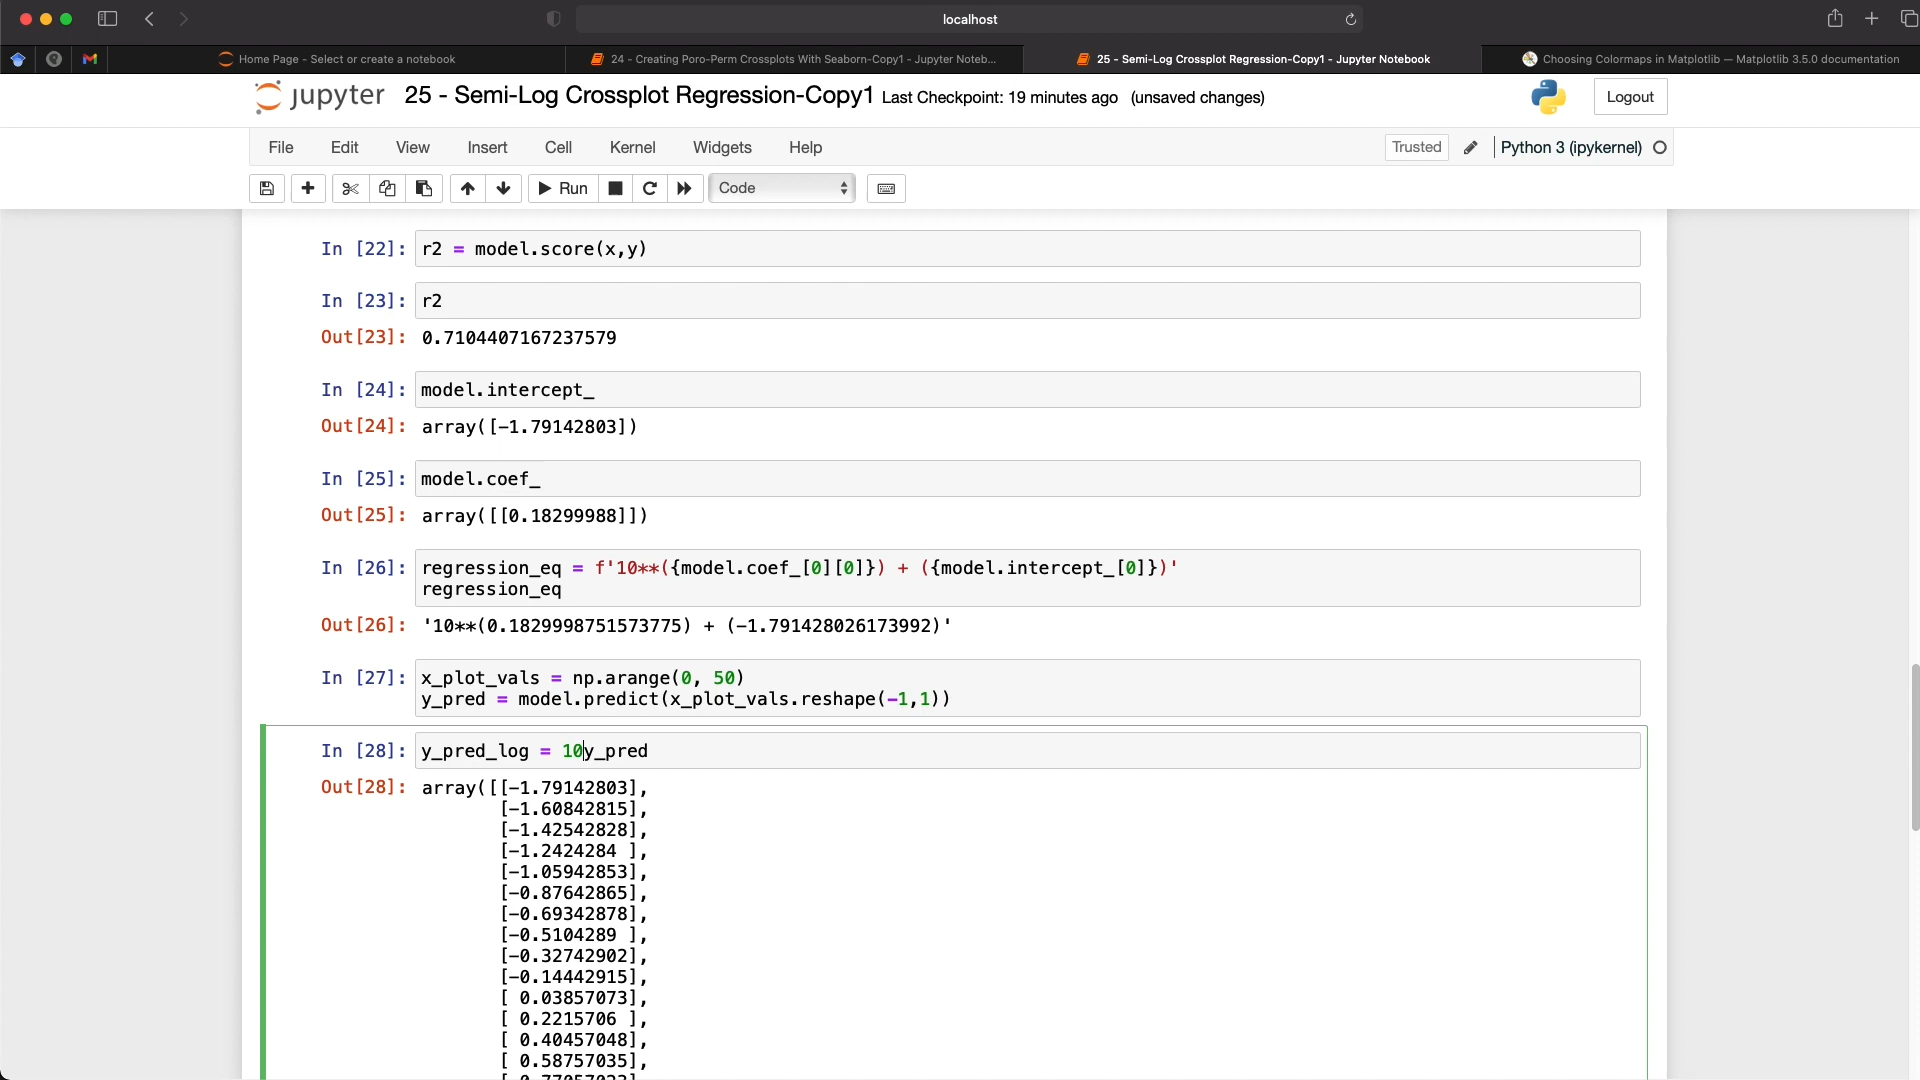 localhost
Home Page - Select or create a notebook
24 - Creating Poro-Perm Crossplots With Seaborn-Copy1 - Jupyter Noteb...
25 - Semi-Log Crossplot Regression-Copy1 - Jupyter Notebook
Choosing Colormaps in Matplotlib — Matplotlib 3.5.0 documentation
jupyter 25 - Semi-Log Crossplot Regression-Copy1 Last Checkpoint: 19 minutes ago (unsaved changes)
Logout
File Edit View Insert Cell Kernel Widgets Help
Trusted
Python 3 (ipykernel)
Run
Code
In [22]: r2 = model.score(x,y)
In [23]: r2
Out[23]: 0.7104407167237579
In [24]: model.intercept_
Out[24]: array([-1.79142803])
In [25]: model.coef_
Out[25]: array([[0.18299988]])
In [26]: regression_eq = f'10**({model.coef_[0][0]}) + ({model.intercept_[0]})'
regression_eq
Out[26]: '10**(0.1829998751573775) + (-1.791428026173992)'
In [27]: x_plot_vals = np.arange(0, 50)
y_pred = model.predict(x_plot_vals.reshape(-1,1))
In [28]: y_pred_log = 10y_pred
Out[28]: array([[-1.79142803],
[-1.60842815],
[-1.42542828],
[-1.2424284 ],
[-1.05942853],
[-0.87642865],
[-0.69342878],
[-0.5104289 ],
[-0.32742902],
[-0.14442915],
[ 0.03857073],
[ 0.2215706 ],
[ 0.40457048],
[ 0.58757035],